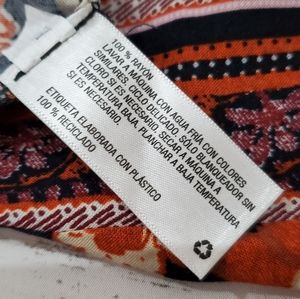 100 % RAYÓN
LAVAR A MÁQUINA CON AGUA FRÍA CON COLORES
SIMILARES, CICLO DELICADO. SÓLO BLANQUEADOR SIN
CLORO SI ES NECESARIO. SECAR A MÁQUINA A
TEMPERATURA BAJA. PLANCHAR A BAJA TEMPERATURA
SI ES NECESARIO.
ETIQUETA ELABORADA CON PLÁSTICO
100 % RECICLADO